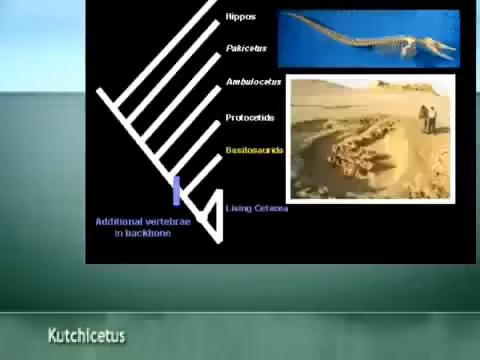 Hippos
Pakicetus
Ambulocetus
Protocetids
Basilosaurids
Living Cetacea
Additional vertebrae
in backbone
Kutchicetus